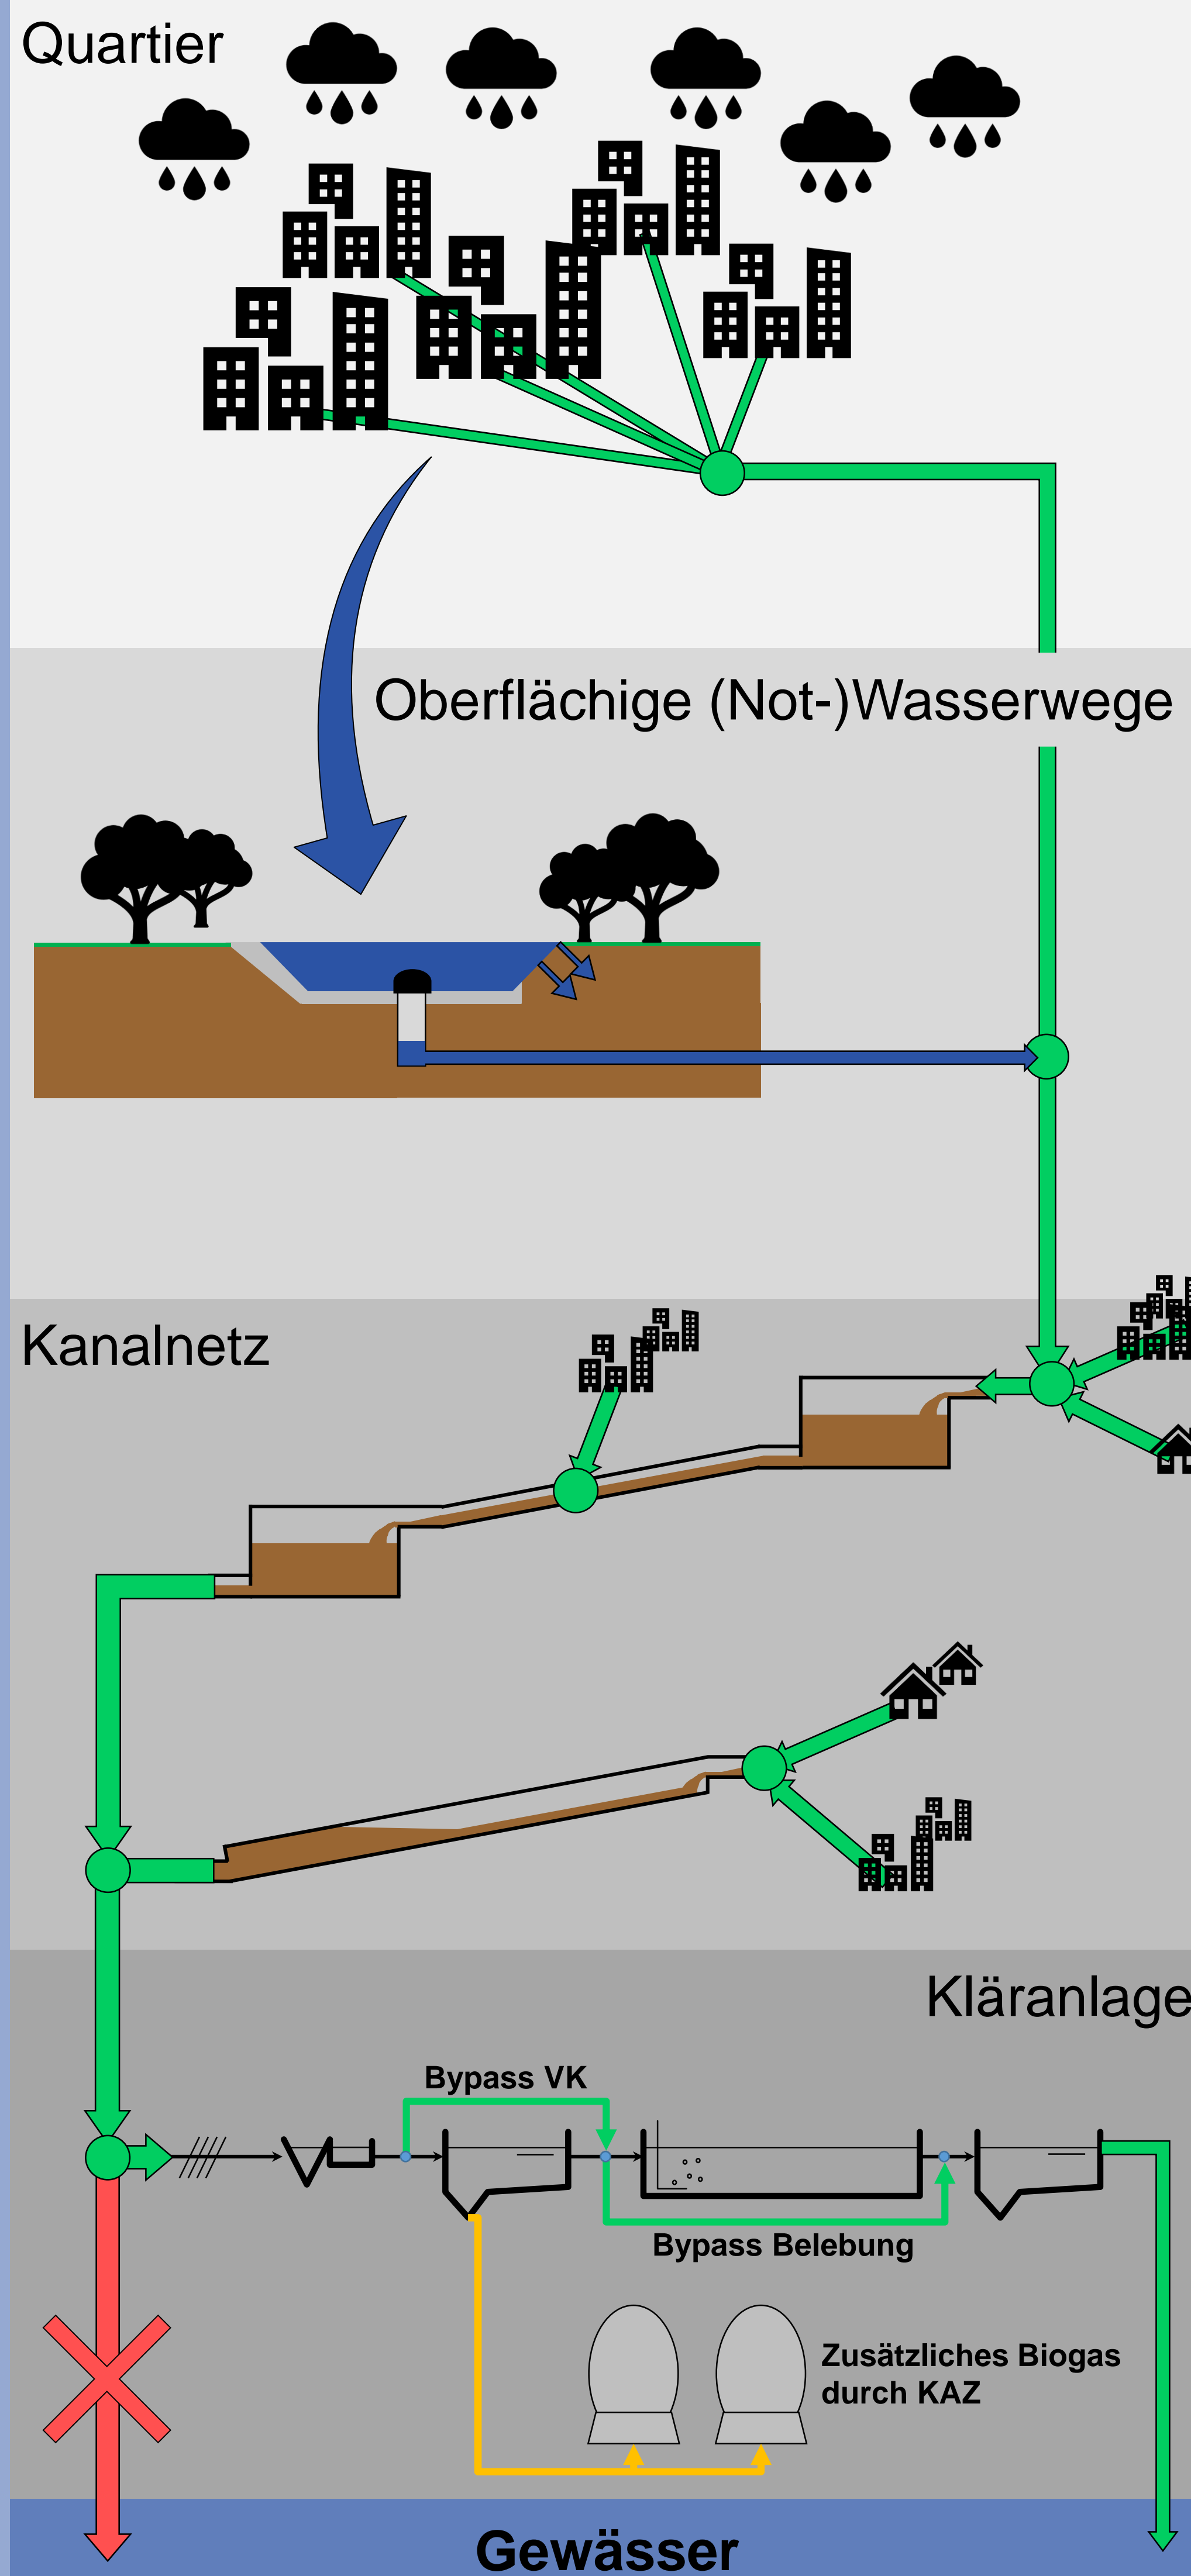 Quartier
Oberflächige (Not-)Wasserwege
Kanalnetz
Kläranlage
Bypass VK
Bypass Belebung
Zusätzliches Biogas
durch KAZ
Gewässer